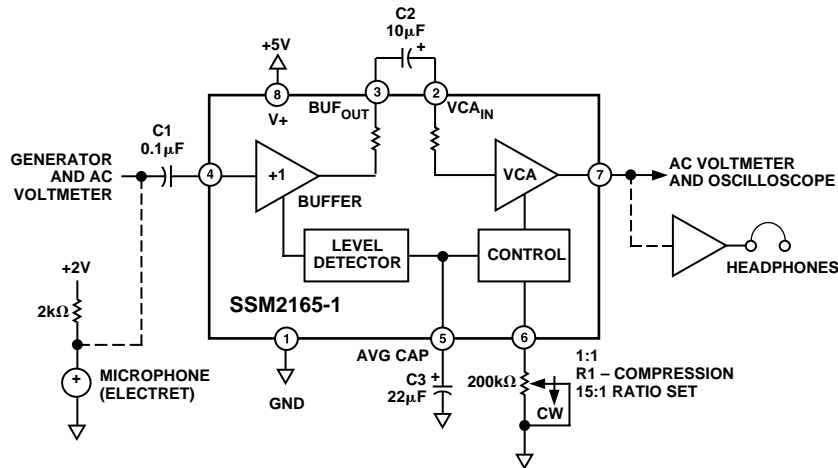 C2
10µF
+
+5V
8
3
2
V+
BUFOUT
VCAIN
C1
0.1µF
GENERATOR
AND AC
VOLTMETER
4
+1
BUFFER
VCA
7
AC VOLTMETER
AND OSCILLOSCOPE
LEVEL
DETECTOR
CONTROL
HEADPHONES
+2V
2kΩ
SSM2165-1
1
5
6
AVG CAP
GND
+
MICROPHONE
(ELECTRET)
C3
22µF
+
200kΩ
CW
1:1
R1 – COMPRESSION
15:1 RATIO SET